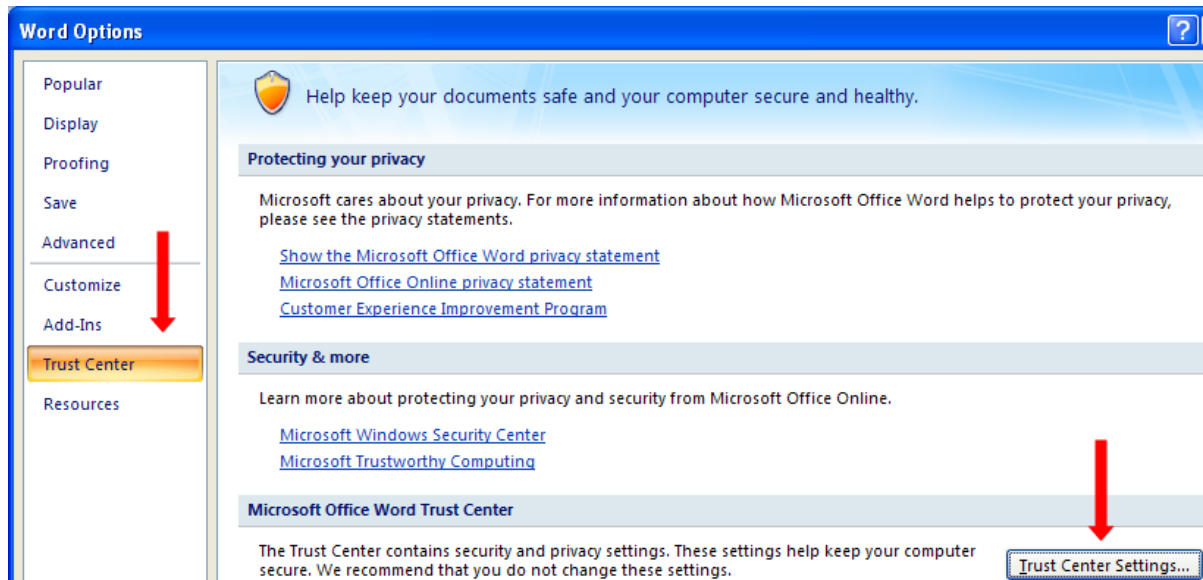 Word Options
?
Popular
Display
Proofing
Save
Advanced
Customize
Add-Ins
Trust Center
Resources
Help keep your documents safe and your computer secure and healthy.
Protecting your privacy
Microsoft cares about your privacy. For more information about how Microsoft Office Word helps to protect your privacy,
please see the privacy statements.
Show the Microsoft Office Word privacy statement
Microsoft Office Online privacy statement
Customer Experience Improvement Program
Security & more
Learn more about protecting your privacy and security from Microsoft Office Online.
Microsoft Windows Security Center
Microsoft Trustworthy Computing
Microsoft Office Word Trust Center
The Trust Center contains security and privacy settings. These settings help keep your computer
secure. We recommend that you do not change these settings.
Trust Center Settings...